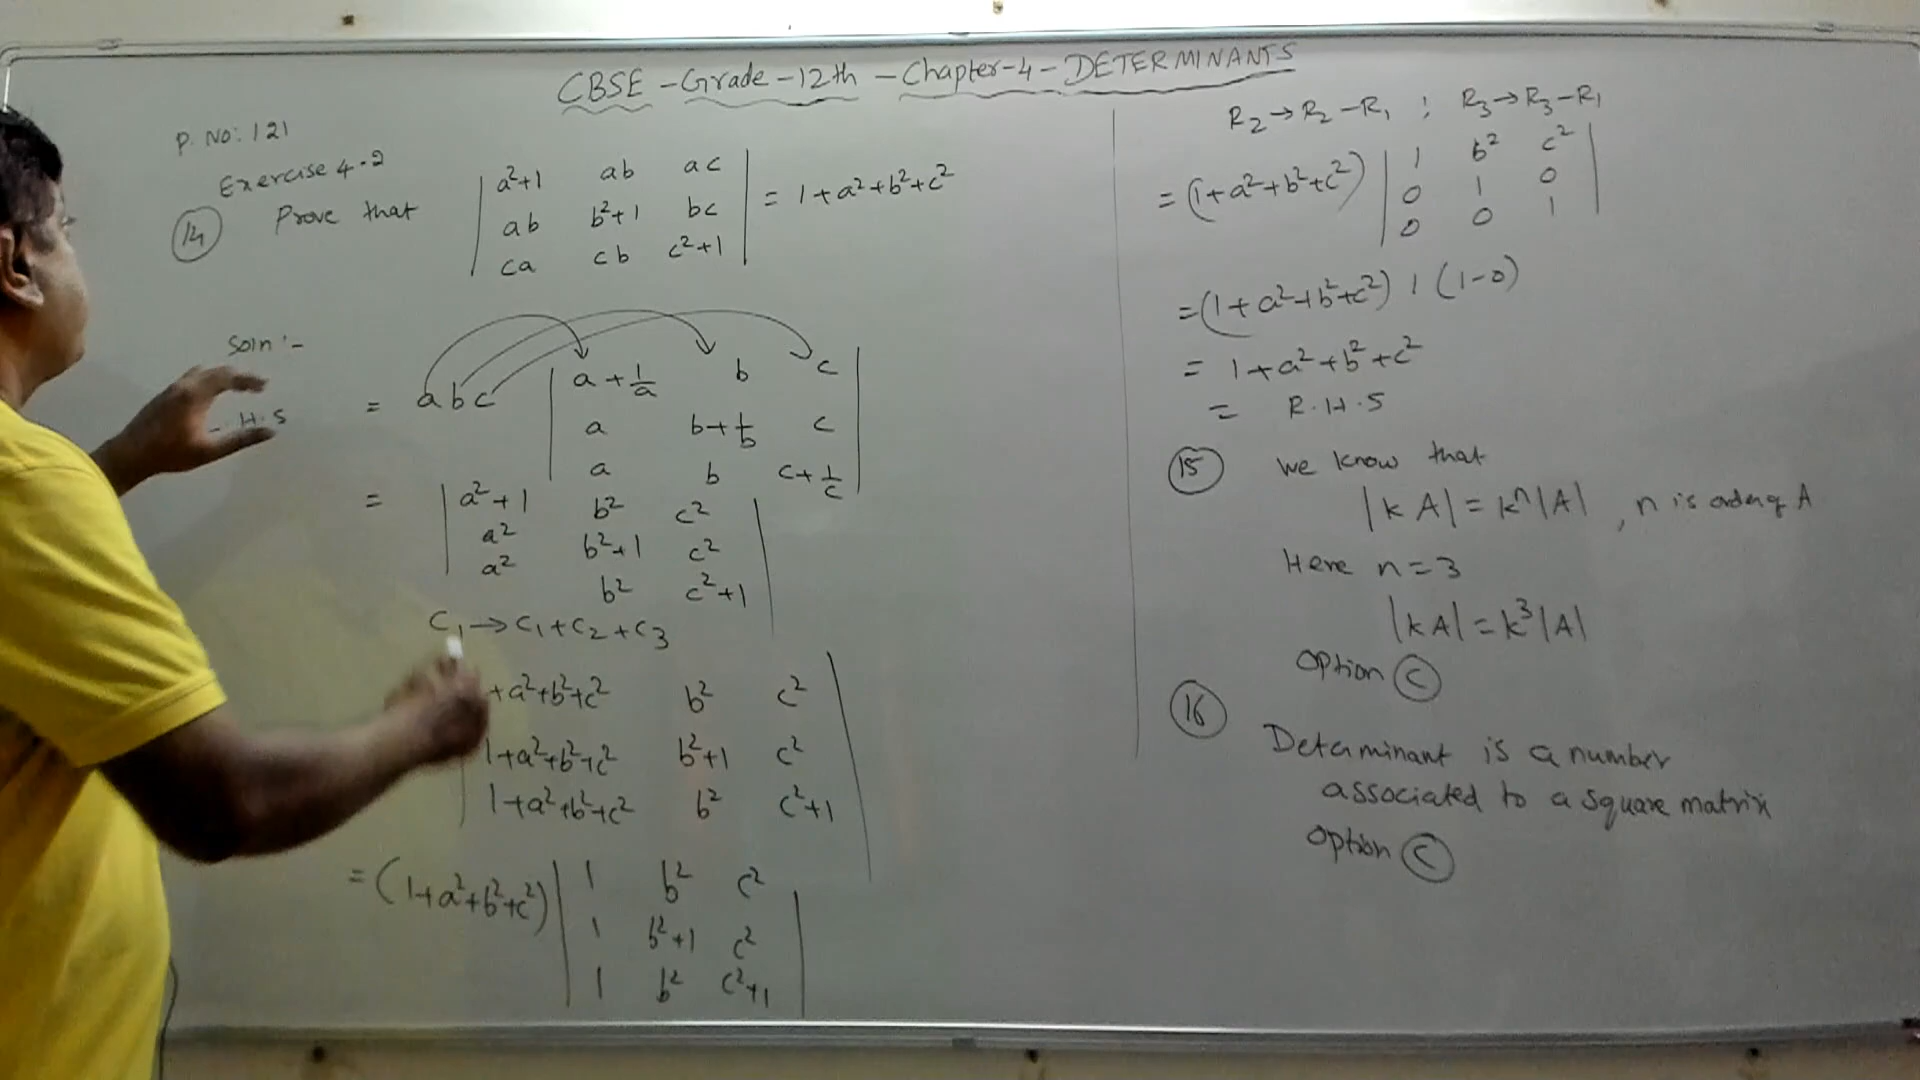 CBSE - Grade - 12th - Chapter-4 - DETERMINANTS
P. No: 121
Exercise 4.2
14 Prove that
| a²+1 ab ac |
| ab b²+1 bc | = 1+a²+b²+c²
| ca cb c²+1 |
Soln :-
L.H.S = abc
| a+1/a b c |
| a b+1/b c |
| a b c+1/c |
=
| a²+1 b² c² |
| a² b²+1 c² |
| a² b² c²+1 |
C₁→C₁+C₂+C₃
+a²+b²+c² b² c² |
| 1+a²+b²+c² b²+1 c² |
| 1+a²+b²+c² b² c²+1 |
= (1+a²+b²+c²)
| 1 b² c² |
| 1 b²+1 c² |
| 1 b² c²+1 |
R₂→R₂-R₁ ; R₃→R₃-R₁
= (1+a²+b²+c²)
| 1 b² c² |
| 0 1 0 |
| 0 0 1 |
= (1+a²+b²+c²) 1 (1-0)
= 1+a²+b²+c²
= R.H.S
15 We know that
|kA| = kⁿ|A| , n is order of A
Here n=3
|kA| = k³|A|
Option C
16 Determinant is a number
associated to a square matrix
Option C